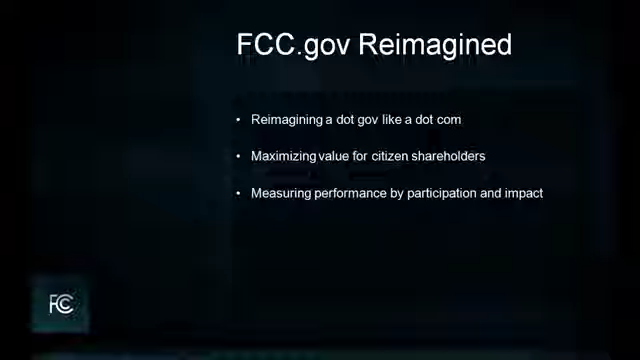 FCC.gov Reimagined
• Reimagining a dot gov like a dot com
• Maximizing value for citizen shareholders
• Measuring performance by participation and impact
FCC